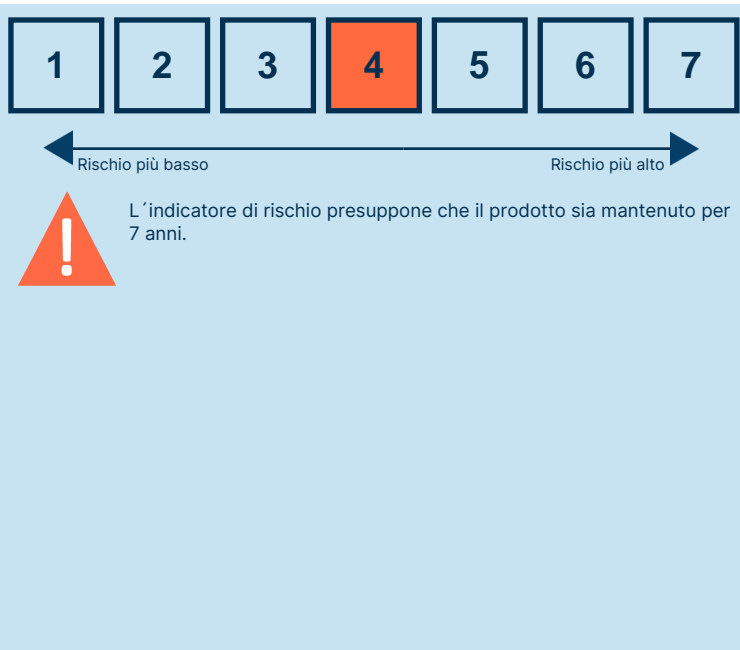 1 2 3 4 5 6 7
Rischio più basso Rischio più alto
L´indicatore di rischio presuppone che il prodotto sia mantenuto per
7 anni.